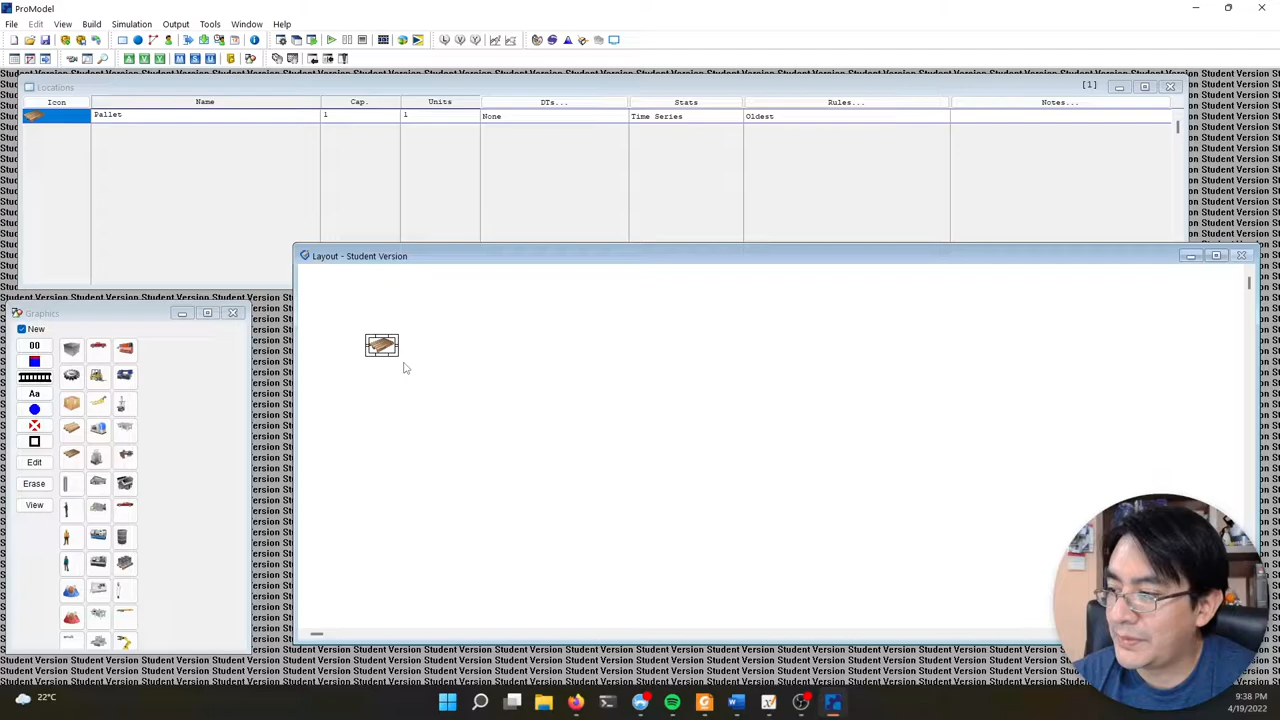 ProModel
File Edit View Build Simulation Output Tools Window Help
Locations [1]
Icon Name Cap. Units DTs... Stats Rules... Notes...
Pallet 1 1 None Time Series Oldest
Layout - Student Version
Graphics
New
00
Aa
Edit
Erase
View
Student Version Student Version Student Version Student Version Student Version Student Version Student Version Student Version
22°C
9:38 PM
4/19/2022